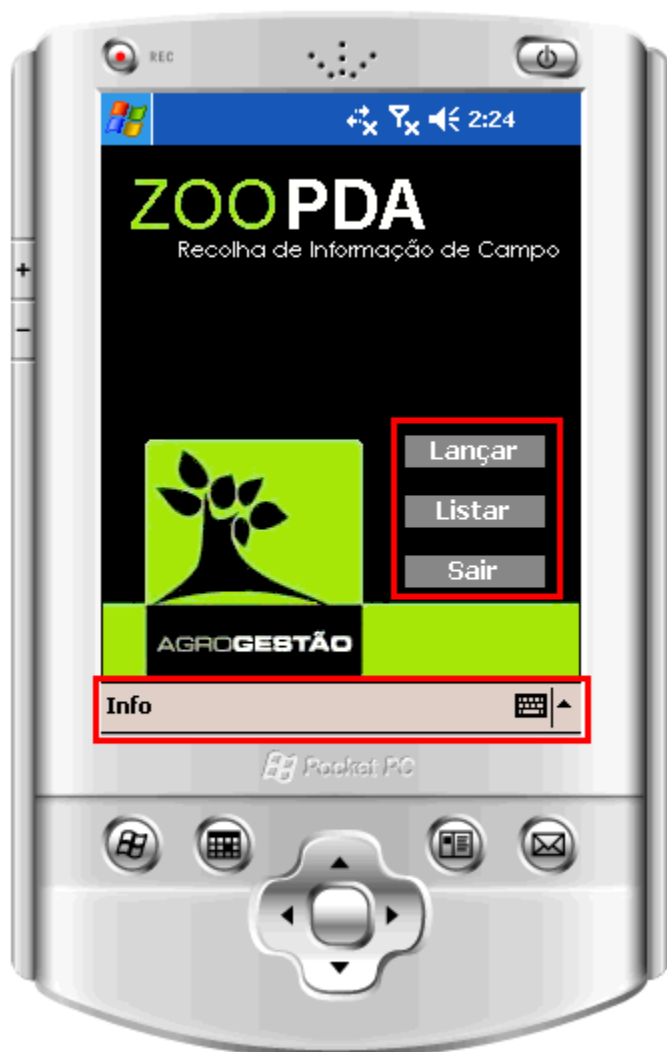 REC
2:24
ZOOPDA
Recolha de Informação de Campo
Lançar
Listar
Sair
AGROGESTÃO
Info
Pocket PC
+
-